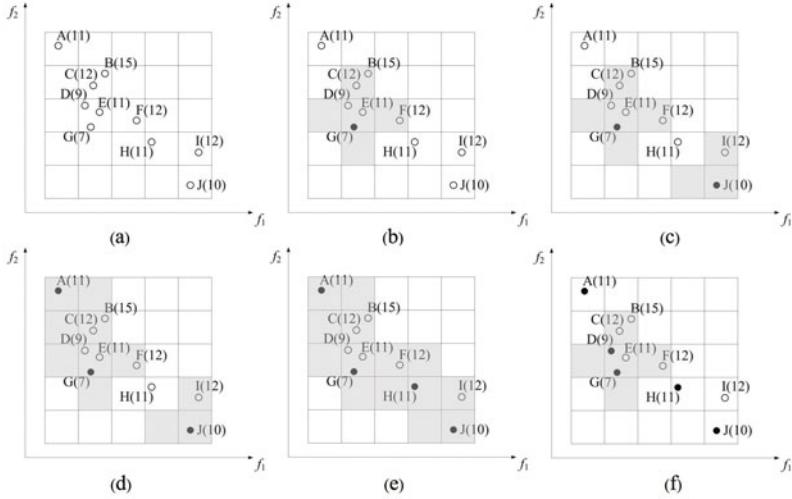 f₂ f₂ f₂
A(11) A(11) A(11)
B(15) B(15) B(15)
C(12) C(12) C(12)
D(9) E(11) F(12) D(9) E(11) F(12) D(9) E(11) F(12)
G(7) H(11) I(12) G(7) H(11) I(12) G(7) H(11) I(12)
J(10) J(10) J(10)
f₁ f₁ f₁
(a) (b) (c)
f₂ f₂ f₂
A(11) A(11) A(11)
B(15) B(15) B(15)
C(12) C(12) C(12)
D(9) E(11) F(12) D(9) E(11) F(12) D(9) E(11) F(12)
G(7) H(11) I(12) G(7) H(11) I(12) G(7) H(11) I(12)
J(10) J(10) J(10)
f₁ f₁ f₁
(d) (e) (f)